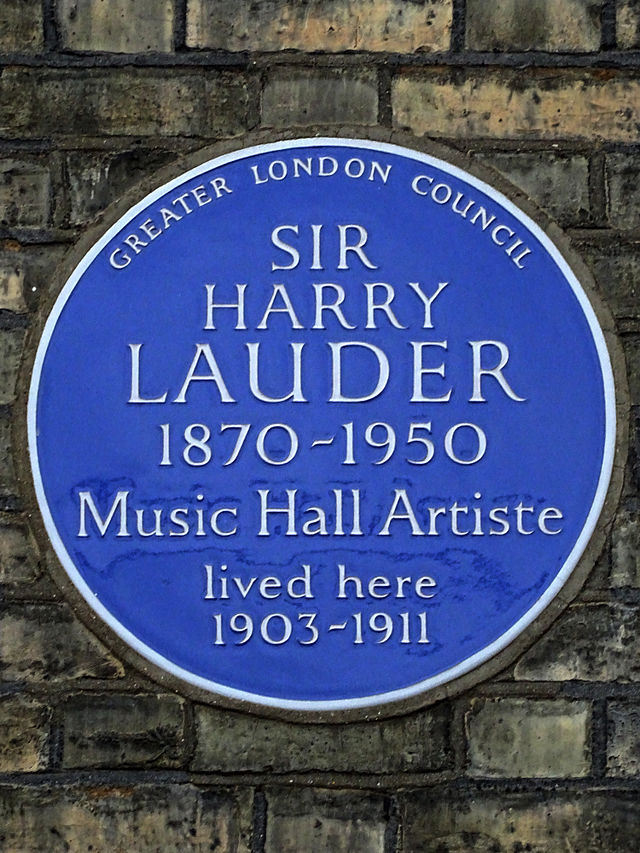 GREATER LONDON COUNCIL
SIR
HARRY
LAUDER
1870-1950
Music Hall Artiste
lived here
1903-1911